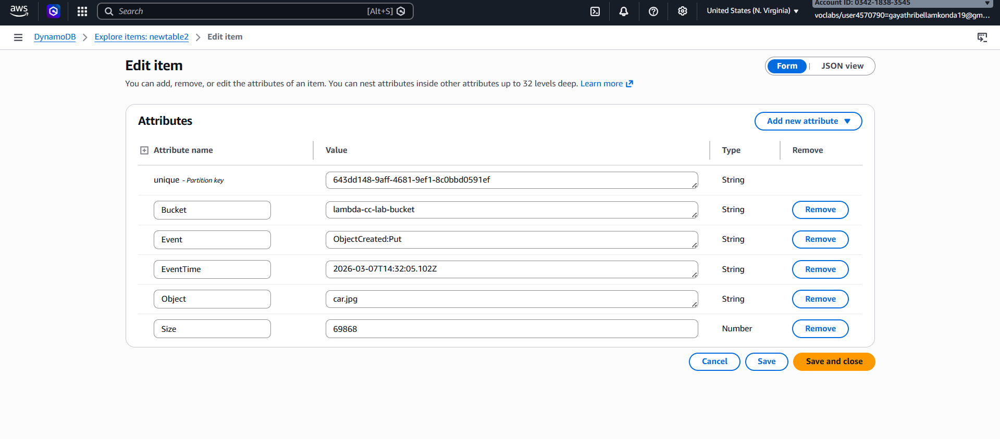 aws
Search [Alt+S]
United States (N. Virginia)
Account ID: 0342-1838-3545
voclabs/user4570790=gayathribellamkonda19@gm...
DynamoDB
Explore items: newtable2
Edit item
Edit item
Form
JSON view
You can add, remove, or edit the attributes of an item. You can nest attributes inside other attributes up to 32 levels deep. Learn more
Attributes
Add new attribute
Attribute name Value Type Remove
unique - Partition key 643dd148-9aff-4681-9ef1-8c0bbd0591ef String
Bucket lambda-cc-lab-bucket String Remove
Event ObjectCreated:Put String Remove
EventTime 2026-03-07T14:32:05.102Z String Remove
Object car.jpg String Remove
Size 69868 Number Remove
Cancel Save Save and close